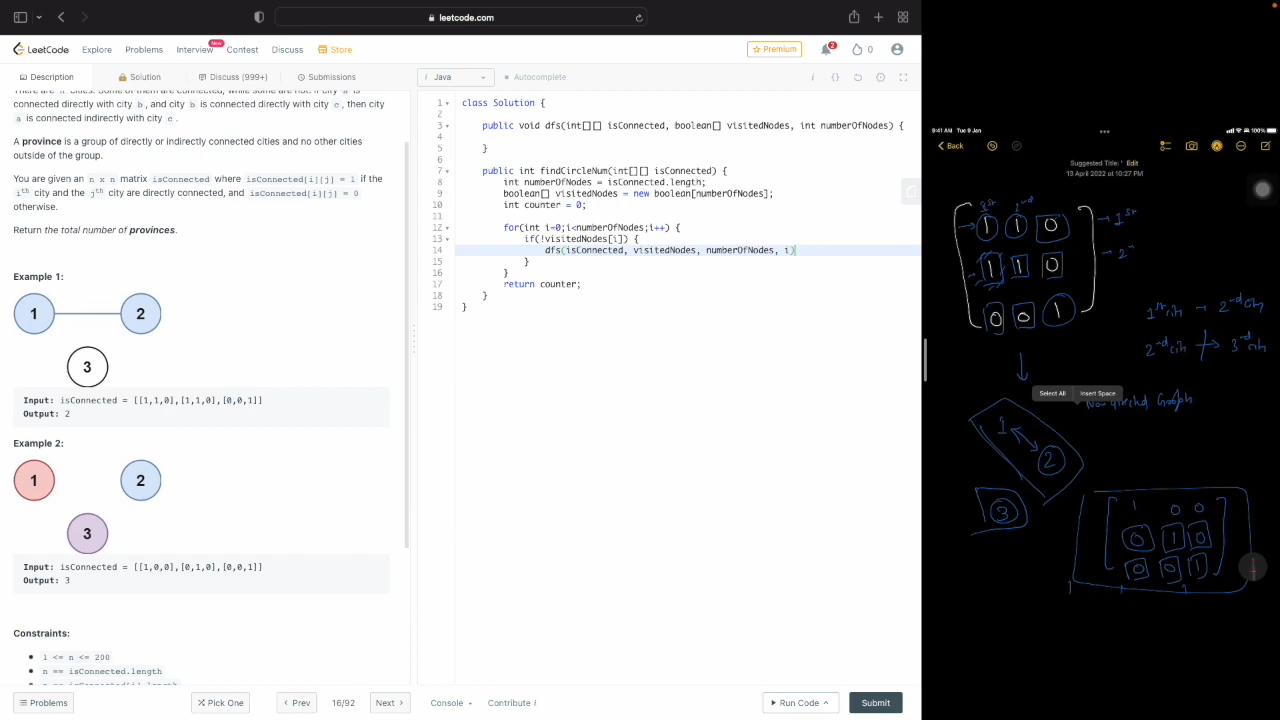 leetcode.com
LeetCode
Explore
Problems
Interview
New
Contest
Discuss
Store
Premium
2
0
Description
Solution
Discuss (999+)
Submissions
i Java
Autocomplete
connected directly with city b, and city b is connected directly with city c, then city
a is connected indirectly with city c.
A province is a group of directly or indirectly connected cities and no other cities
outside of the group.
You are given an n x n matrix isConnected where isConnected[i][j] = 1 if the
ith city and the jth city are directly connected, and isConnected[i][j] = 0
otherwise.
Return the total number of provinces.
Example 1:
1
2
3
Input: isConnected = [[1,1,0],[1,1,0],[0,0,1]]
Output: 2
Example 2:
1
2
3
Input: isConnected = [[1,0,0],[0,1,0],[0,0,1]]
Output: 3
Constraints:
1 <= n <= 200
n == isConnected.length
1 class Solution {
2
3 public void dfs(int[][] isConnected, boolean[] visitedNodes, int numberOfNodes) {
4
5 }
6
7 public int findCircleNum(int[][] isConnected) {
8 int numberOfNodes = isConnected.length;
9 boolean[] visitedNodes = new boolean[numberOfNodes];
10 int counter = 0;
11
12 for(int i=0;i<numberOfNodes;i++) {
13 if(!visitedNodes[i]) {
14 dfs(isConnected, visitedNodes, numberOfNodes, i)
15 }
16 }
17 return counter;
18 }
19 }
Problems
Pick One
Prev
16/92
Next
Console
Contribute i
Run Code
Submit
9:41 AM Tue 9 Jan
100%
Back
Suggested Title: Edit
13 April 2022 at 10:27 PM
1 1 0
1 1 0
0 0 1
1st
2nd
Select All
Insert Space
Graph
1
2
3
1 0 0
0 1 0
0 0 1